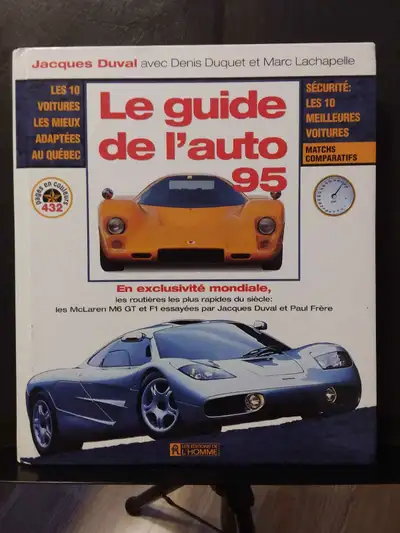 Jacques Duval avec Denis Duquet et Marc Lachapelle
LES 10
VOITURES
LES MIEUX
ADAPTÉES
AU QUÉBEC
Le guide
de l'auto
95
SÉCURITÉ:
LES 10
MEILLEURES
VOITURES
MATCHS
COMPARATIFS
pages en couleurs
432
En exclusivité mondiale,
les routières les plus rapides du siècle:
les McLaren M6 GT et F1 essayées par Jacques Duval et Paul Frère
LES ÉDITIONS DE
L'HOMME